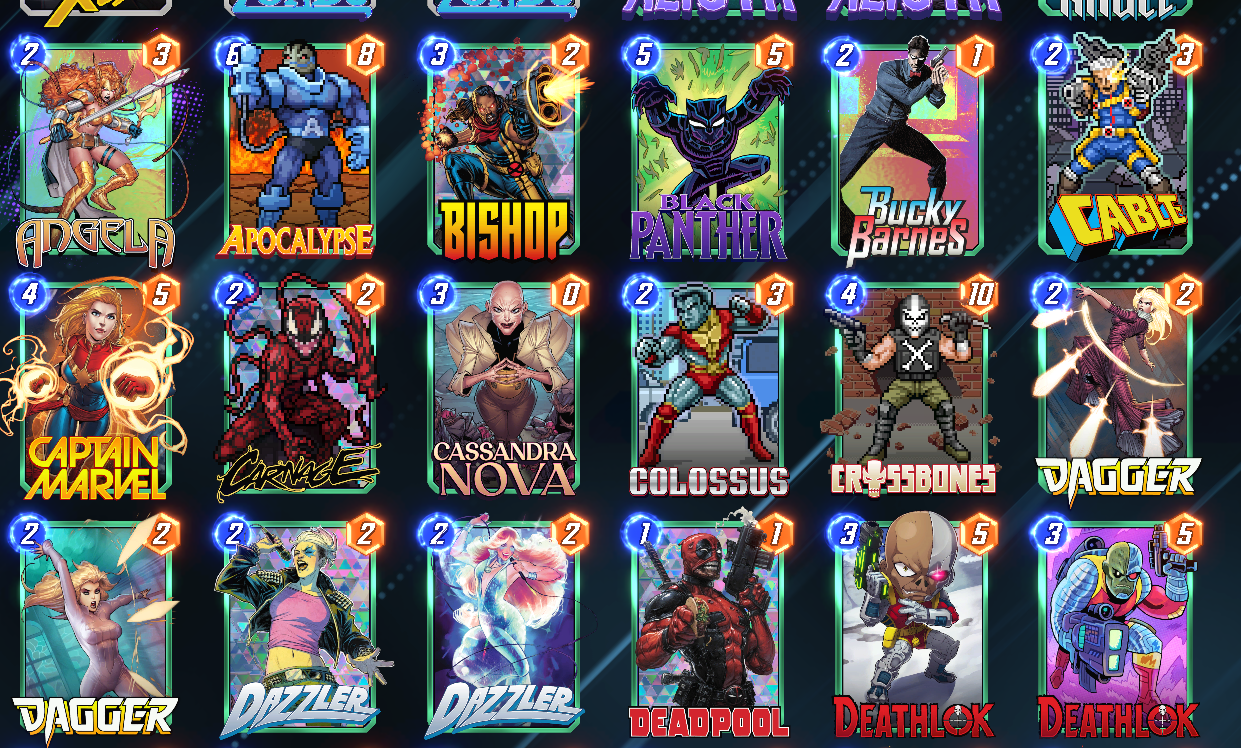 2 3 6 8 3 2 5 5 2 1 2 3
ANGELA
APOCALYPSE
BISHOP
BLACK
PANTHER
Bucky
Barnes
CABLE
4 5 2 2 3 0 2 3 4 10 2 2
CAPTAIN
MARVEL
CARNAGE
CASSANDRA
NOVA
COLOSSUS
CROSSBONES
DAGGER
2 2 2 2 2 2 1 1 3 5 3 5
DAGGER
DAZZLER
DAZZLER
DEADPOOL
DEATHLOK
DEATHLOK